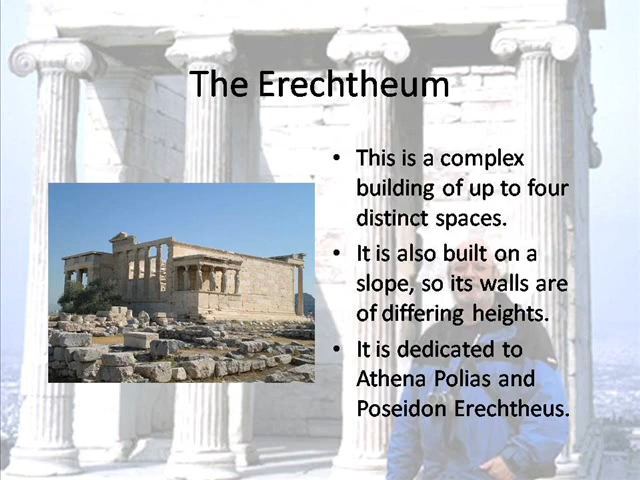 The Erechtheum
• This is a complex
building of up to four
distinct spaces.
• It is also built on a
slope, so its walls are
of differing heights.
• It is dedicated to
Athena Polias and
Poseidon Erechtheus.